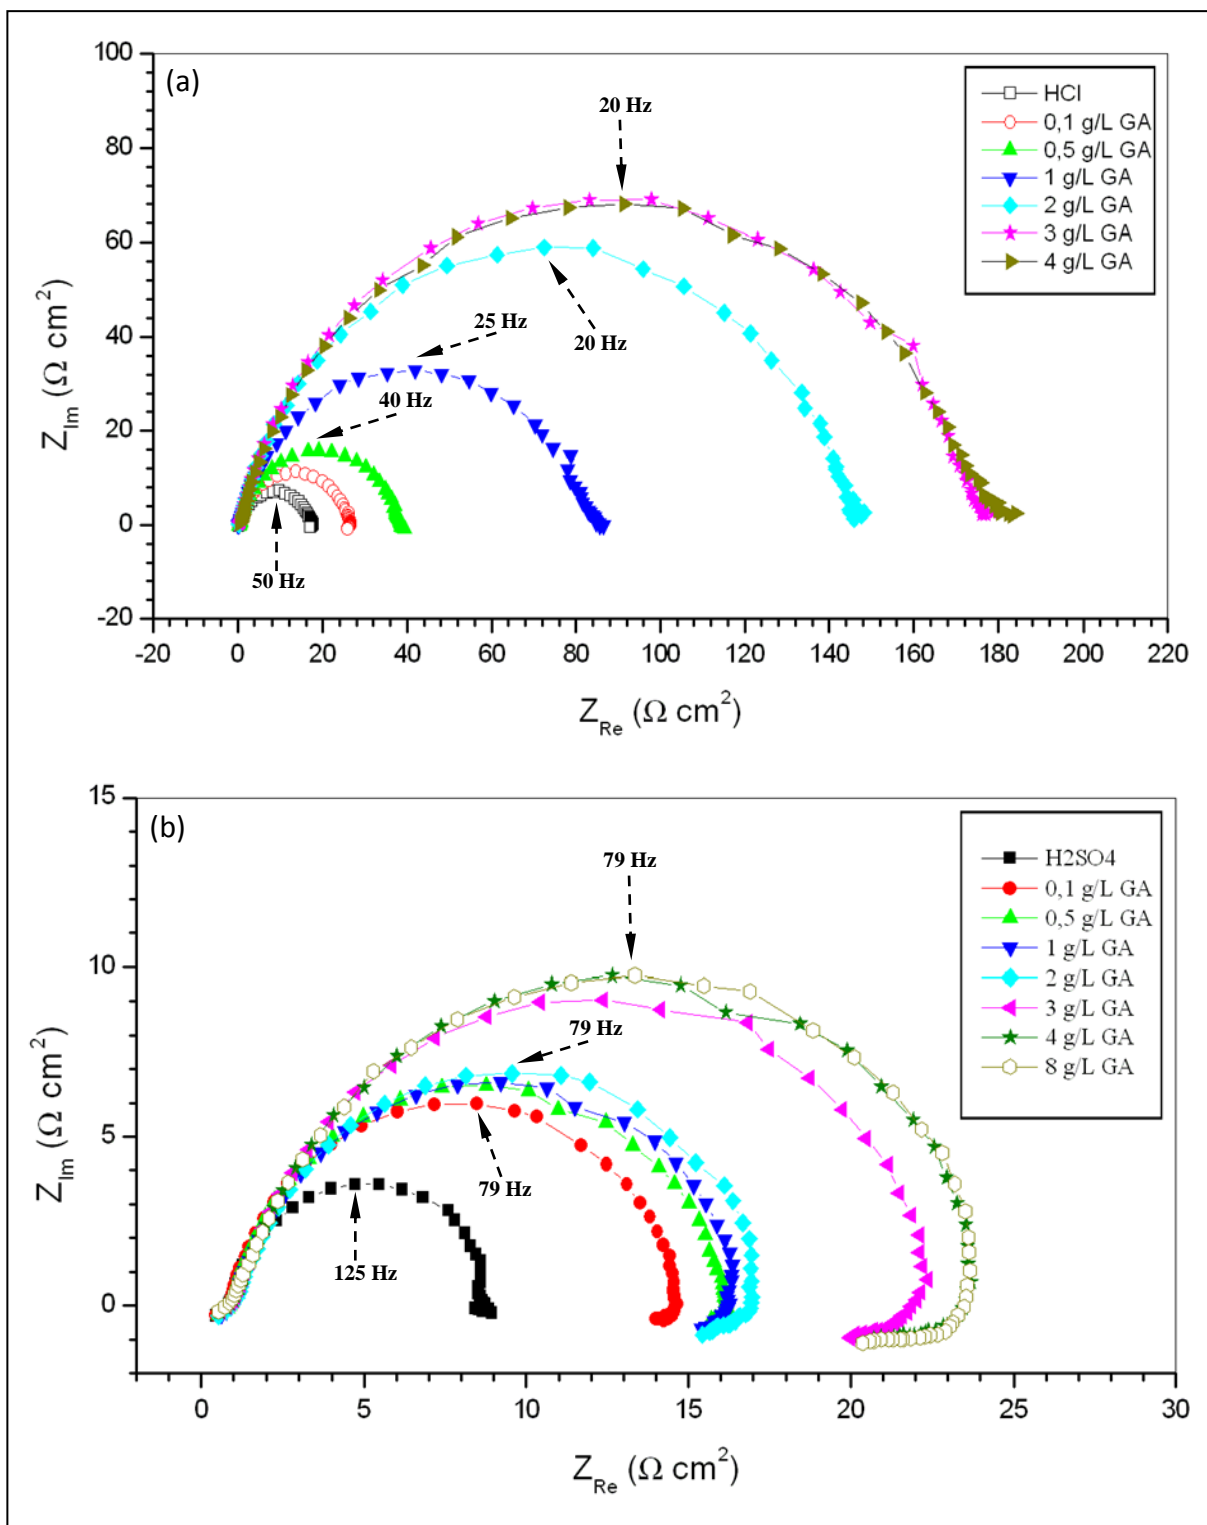 (a)
100
80
60
40
20
0
-20
Z_Im (Ω cm²)
20 Hz
25 Hz
20 Hz
40 Hz
50 Hz
HCl
0,1 g/L GA
0,5 g/L GA
1 g/L GA
2 g/L GA
3 g/L GA
4 g/L GA
-20 0 20 40 60 80 100 120 140 160 180 200 220
Z_Re (Ω cm²)
(b)
15
10
5
0
Z_Im (Ω cm²)
79 Hz
79 Hz
79 Hz
125 Hz
H2SO4
0,1 g/L GA
0,5 g/L GA
1 g/L GA
2 g/L GA
3 g/L GA
4 g/L GA
8 g/L GA
0 5 10 15 20 25 30
Z_Re (Ω cm²)